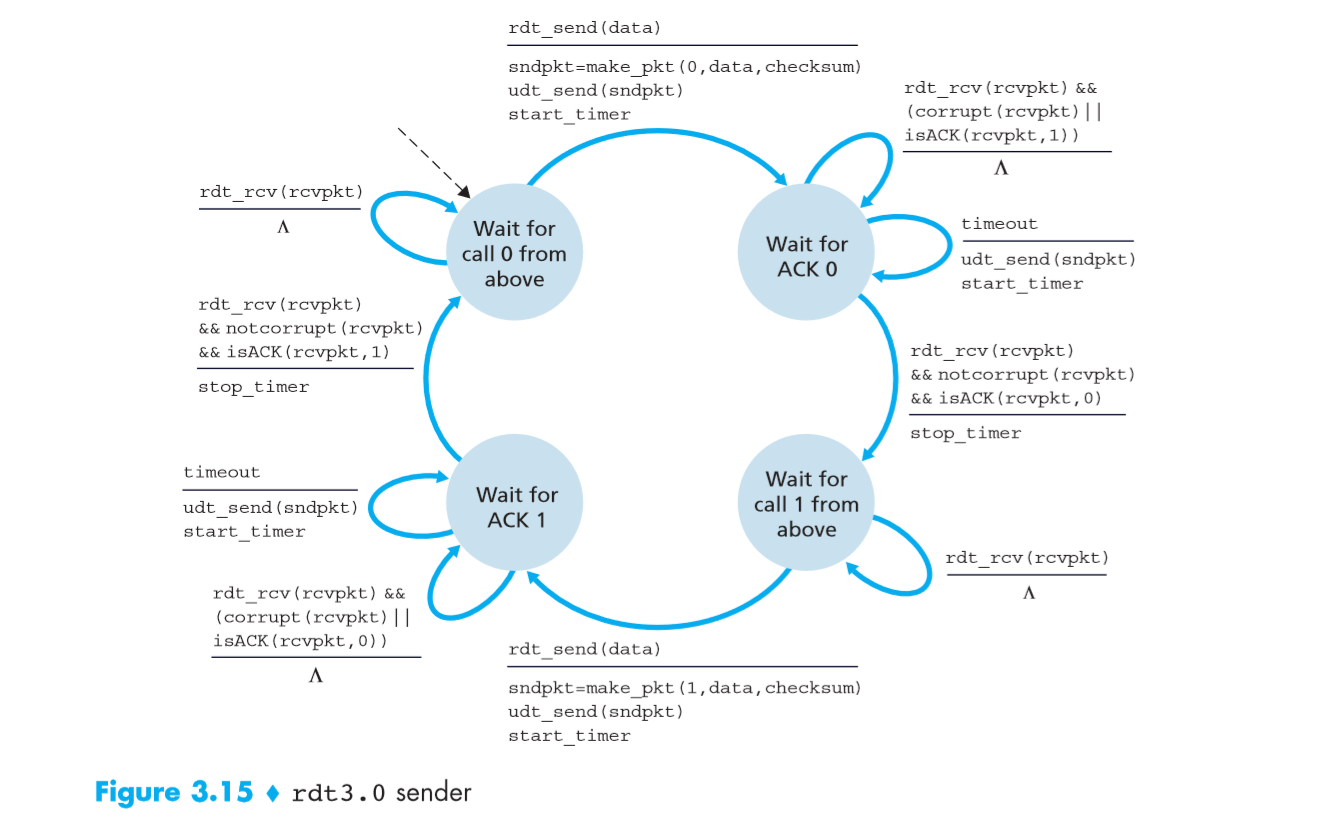 rdt_send(data)
sndpkt=make_pkt(0,data,checksum)
udt_send(sndpkt)
start_timer
rdt_rcv(rcvpkt) &&
(corrupt(rcvpkt)||
isACK(rcvpkt,1))
Λ
rdt_rcv(rcvpkt)
Λ
Wait for
call 0 from
above
Wait for
ACK 0
timeout
udt_send(sndpkt)
start_timer
rdt_rcv(rcvpkt)
&& notcorrupt(rcvpkt)
&& isACK(rcvpkt,1)
stop_timer
rdt_rcv(rcvpkt)
&& notcorrupt(rcvpkt)
&& isACK(rcvpkt,0)
stop_timer
timeout
udt_send(sndpkt)
start_timer
Wait for
ACK 1
Wait for
call 1 from
above
rdt_rcv(rcvpkt)
Λ
rdt_rcv(rcvpkt) &&
(corrupt(rcvpkt)||
isACK(rcvpkt,0))
Λ
rdt_send(data)
sndpkt=make_pkt(1,data,checksum)
udt_send(sndpkt)
start_timer
Figure 3.15 ♦ rdt3.0 sender